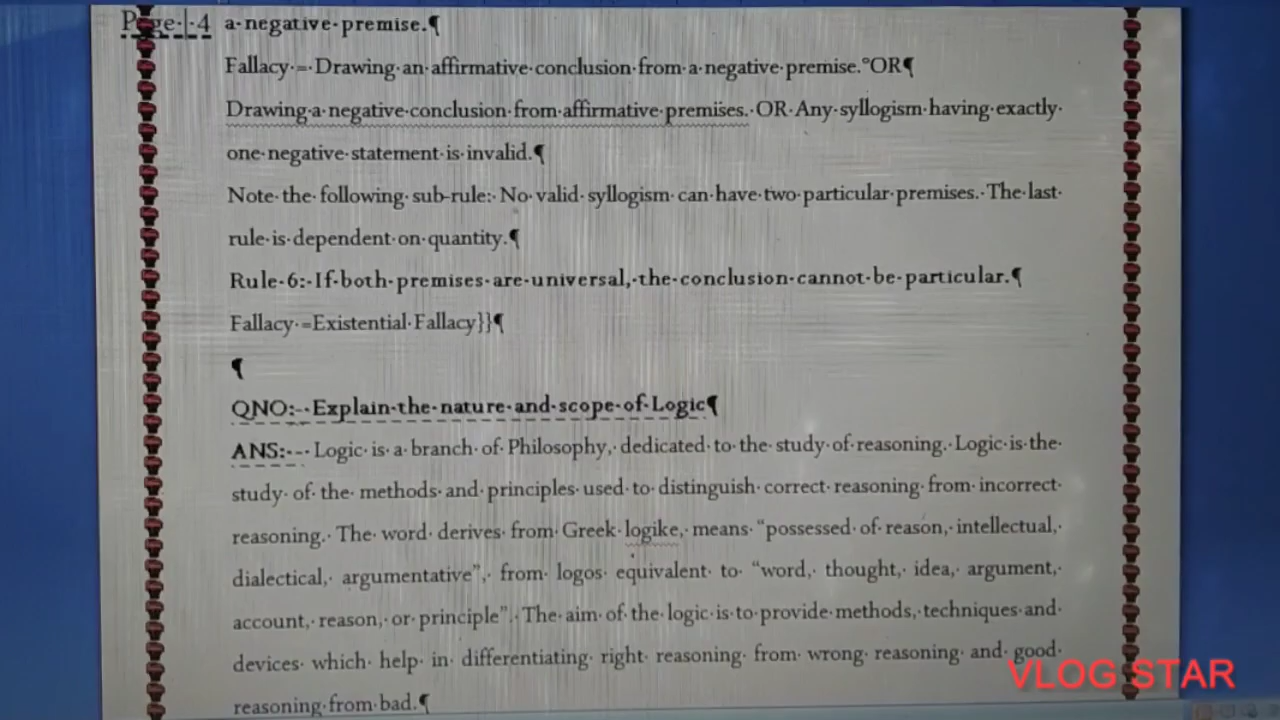 Page | 4
a negative premise.¶
Fallacy = Drawing an affirmative conclusion from a negative premise.°OR¶
Drawing a negative conclusion from affirmative premises. OR Any syllogism having exactly
one negative statement is invalid.¶
Note the following sub-rule: No valid syllogism can have two particular premises. The last
rule is dependent on quantity.¶
Rule 6: If both premises are universal, the conclusion cannot be particular.¶
Fallacy =Existential Fallacy}}¶
¶
QNO:- Explain the nature and scope of Logic¶
ANS:-- Logic is a branch of Philosophy, dedicated to the study of reasoning. Logic is the
study of the methods and principles used to distinguish correct reasoning from incorrect
reasoning. The word derives from Greek logike, means “possessed of reason, intellectual,
dialectical, argumentative”, from logos equivalent to “word, thought, idea, argument,
account, reason, or principle”. The aim of the logic is to provide methods, techniques and
devices which help in differentiating right reasoning from wrong reasoning and good
reasoning from bad.¶
VLOG STAR